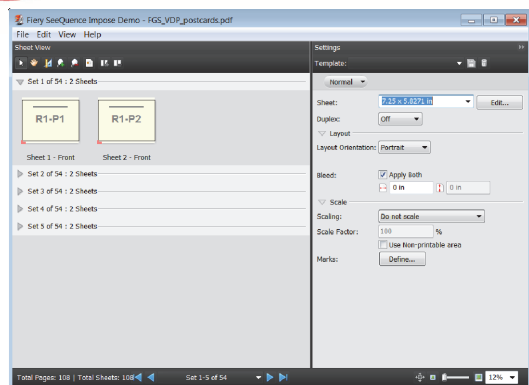 Fiery SeeQuence Impose Demo - FGS_VDP_postcards.pdf
File Edit View Help
Sheet View
Set 1 of 54 : 2 Sheets
R1-P1
R1-P2
Sheet 1 - Front
Sheet 2 - Front
Set 2 of 54 : 2 Sheets
Set 3 of 54 : 2 Sheets
Set 4 of 54 : 2 Sheets
Set 5 of 54 : 2 Sheets
Settings
Template:
Normal
Sheet: 7.25 x 5.8271 in Edit...
Duplex: Off
Layout
Layout Orientation: Portrait
Bleed: Apply Both
0 in 0 in
Scale
Scaling: Do not scale
Scale Factor: 100 %
Use Non-printable area
Marks: Define...
Total Pages: 108 | Total Sheets: 108 Set 1-5 of 54 12%